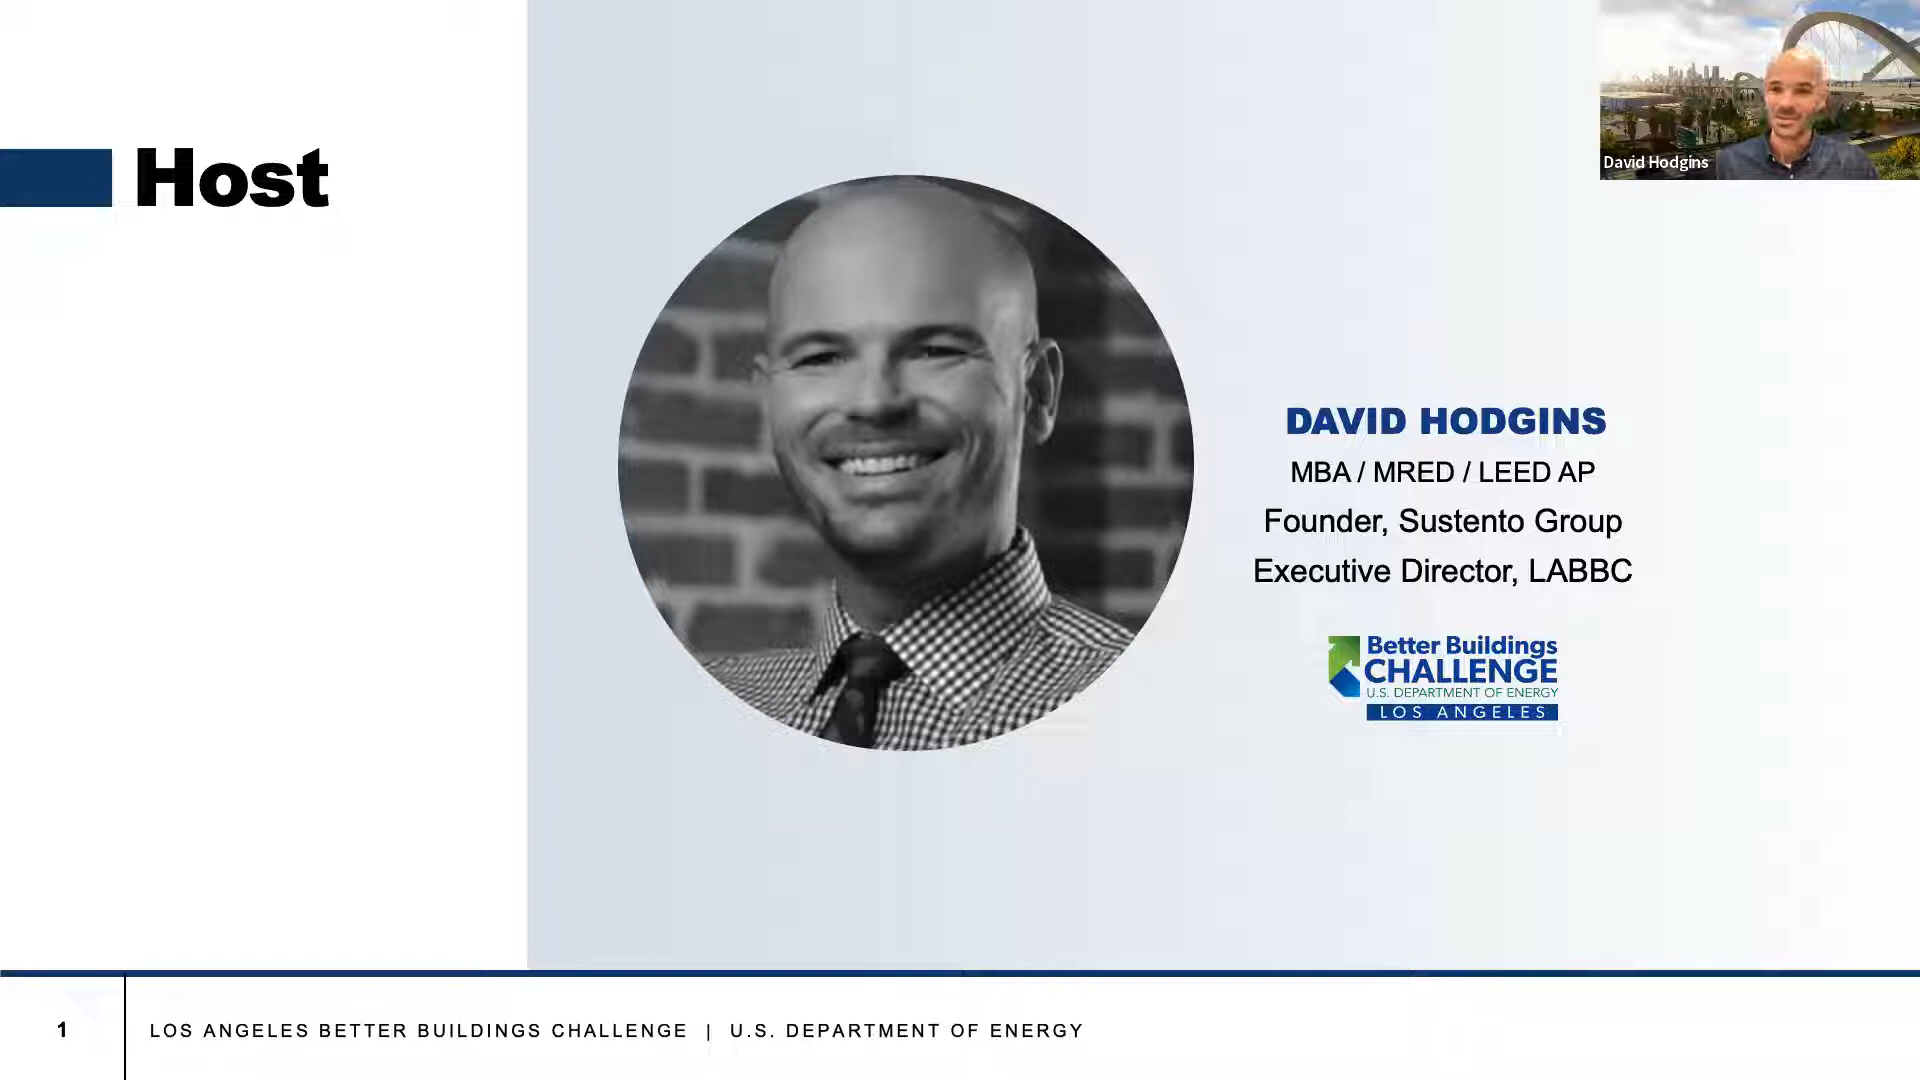 Host
David Hodgins
DAVID HODGINS
MBA / MRED / LEED AP
Founder, Sustento Group
Executive Director, LABBC
Better Buildings
CHALLENGE
U.S. DEPARTMENT OF ENERGY
LOS ANGELES
1
LOS ANGELES BETTER BUILDINGS CHALLENGE | U.S. DEPARTMENT OF ENERGY